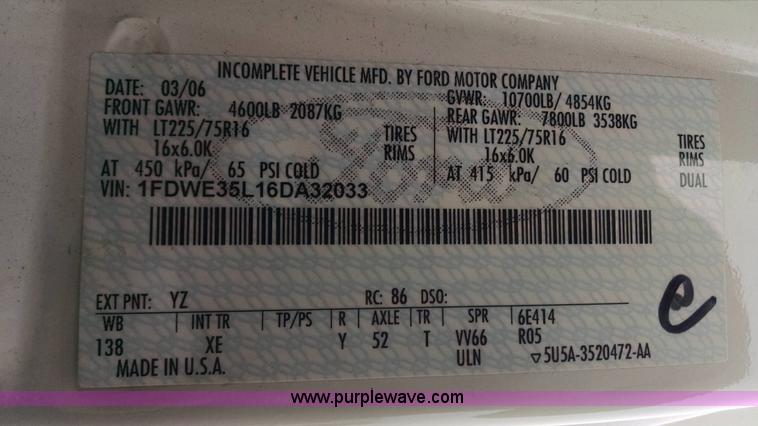 INCOMPLETE VEHICLE MFD. BY FORD MOTOR COMPANY
DATE: 03/06 GVWR: 10700LB/ 4854KG
FRONT GAWR: 4600LB 2087KG REAR GAWR: 7800LB 3538KG
WITH LT225/75R16 TIRES WITH LT225/75R16 TIRES
16x6.0K RIMS 16x6.0K RIMS
AT 450 kPa/ 65 PSI COLD AT 415 kPa/ 60 PSI COLD DUAL
VIN: 1FDWE35L16DA32033
Ford
EXT PNT: YZ RC: 86 DSO:
WB INT TR TP/PS R AXLE TR SPR 6E414
138 XE Y 52 T VV66 R05
ULN ▽5U5A-3520472-AA
MADE IN U.S.A.
e
www.purplewave.com